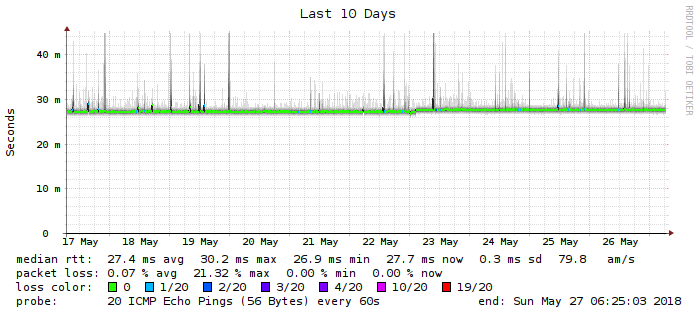 Last 10 Days
RRDTOOL / TOBI OETIKER
Seconds
40 m
30 m
20 m
10 m
0
17 May 18 May 19 May 20 May 21 May 22 May 23 May 24 May 25 May 26 May
median rtt: 27.4 ms avg 30.2 ms max 26.9 ms min 27.7 ms now 0.3 ms sd 79.8 am/s
packet loss: 0.07 % avg 21.32 % max 0.00 % min 0.00 % now
loss color: 0 1/20 2/20 3/20 4/20 10/20 19/20
probe: 20 ICMP Echo Pings (56 Bytes) every 60s end: Sun May 27 06:25:03 2018